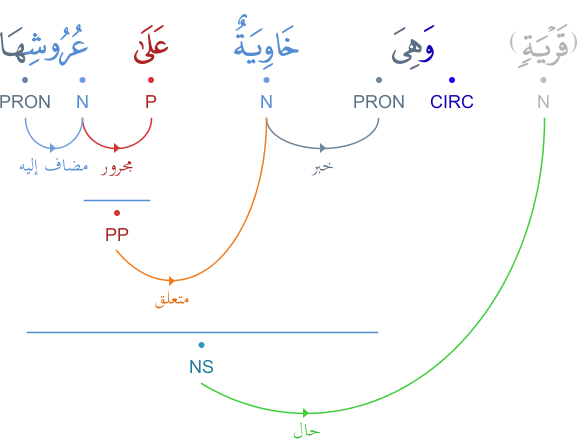 (قَرْيَةٍ) وَهِىَ خَاوِيَةٌ عَلَىٰ عُرُوشِهَا
N CIRC PRON N P N PRON
خبر مجرور مضاف إليه
PP
متعلق
NS
حال